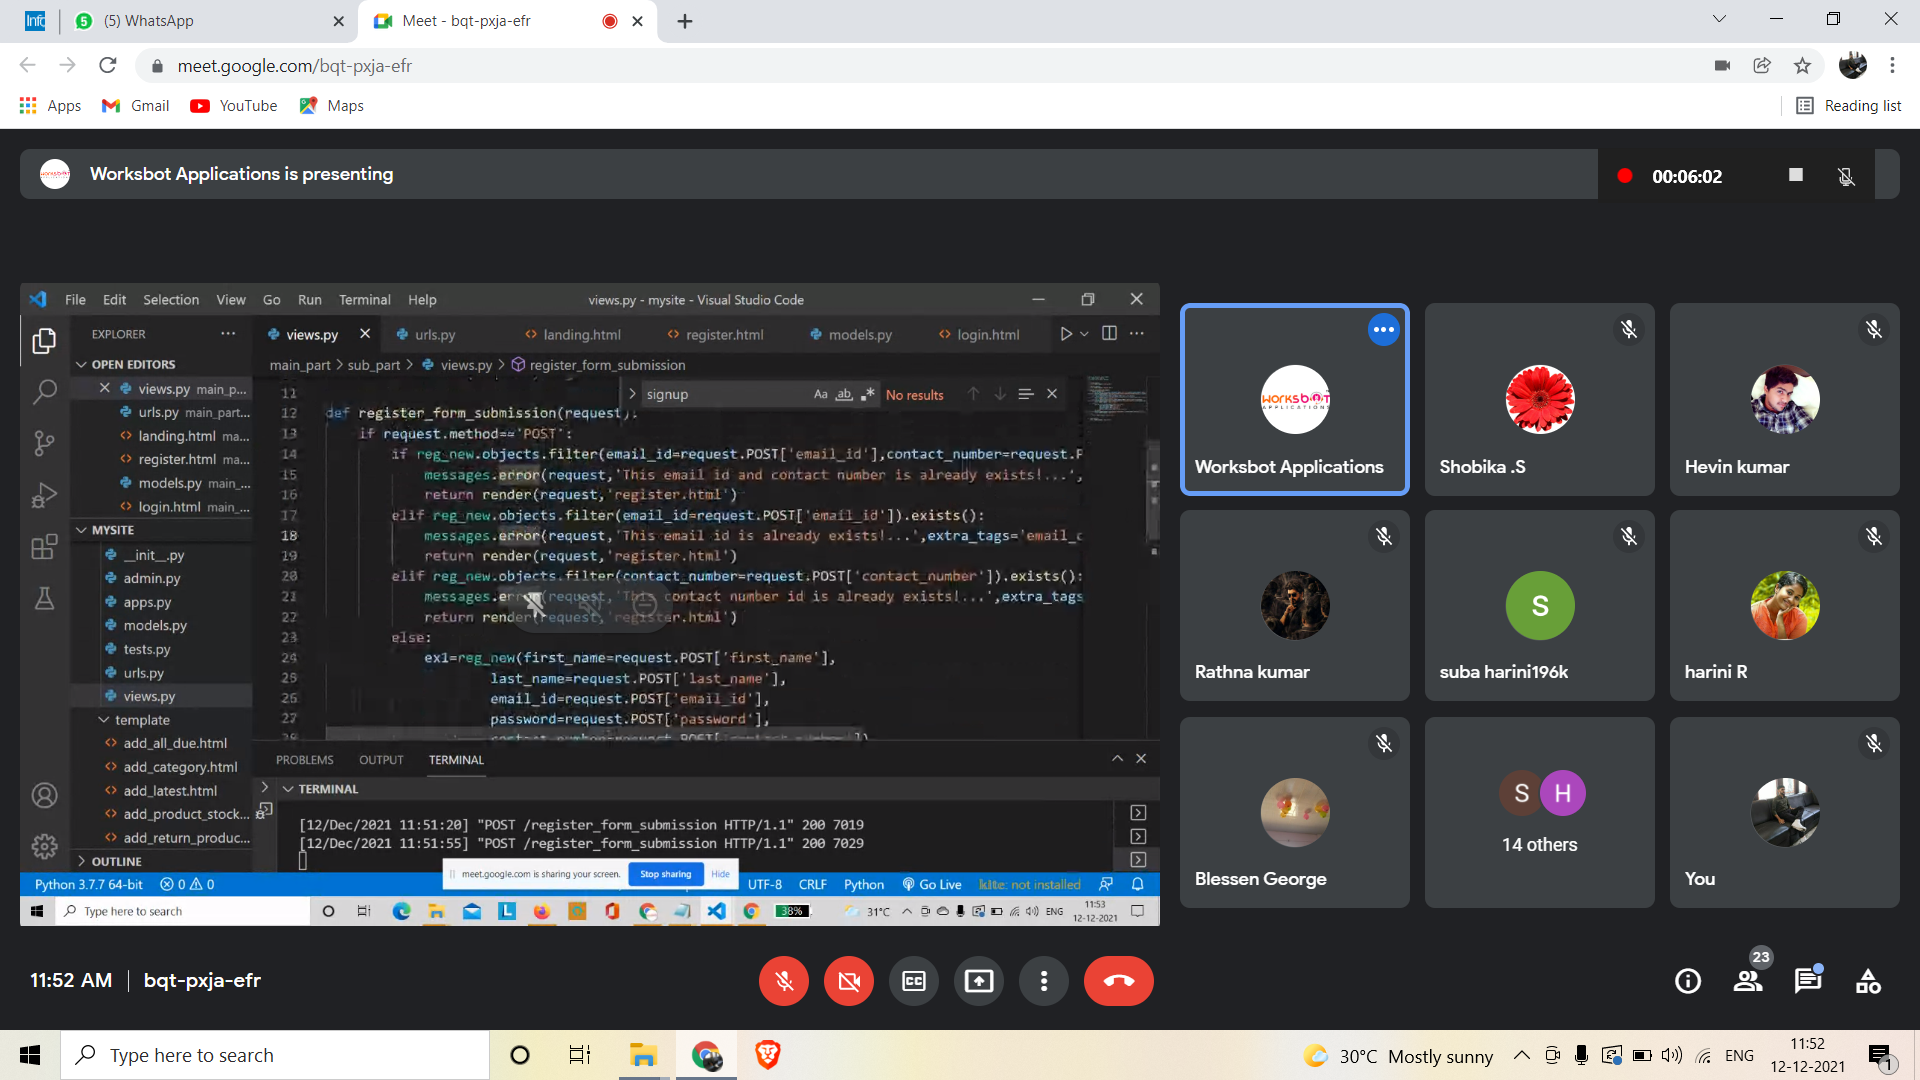 Info
(5) WhatsApp
Meet - bqt-pxja-efr
meet.google.com/bqt-pxja-efr
Apps
Gmail
YouTube
Maps
Reading list
Worksbot Applications is presenting
00:06:02
File Edit Selection View Go Run Terminal Help
views.py - mysite - Visual Studio Code
EXPLORER
views.py
urls.py
landing.html
register.html
models.py
login.html
OPEN EDITORS
views.py main_p...
urls.py main_part...
landing.html ma...
register.html ma...
models.py main_...
login.html main_...
MYSITE
__init__.py
admin.py
apps.py
models.py
tests.py
urls.py
views.py
template
add_all_due.html
add_category.html
add_latest.html
add_product_stock...
add_return_produc...
OUTLINE
main_part > sub_part > views.py > register_form_submission
signup
Aa ab
No results
11
12 def register_form_submission(request):
13 if request.method=='POST':
14 if reg_new.objects.filter(email_id=request.POST['email_id'],contact_number=request.P
15 messages.error(request,'This email id and contact number is already exists!...',
16 return render(request,'register.html')
17 elif reg_new.objects.filter(email_id=request.POST['email_id']).exists():
18 messages.error(request,'This email id is already exists!...',extra_tags='email_c
19 return render(request,'register.html')
20 elif reg_new.objects.filter(contact_number=request.POST['contact_number']).exists():
21 messages.error(request,'This contact number id is already exists!...',extra_tags
22 return render(request,'register.html')
23 else:
24 ex1=reg_new(first_name=request.POST['first_name'],
25 last_name=request.POST['last_name'],
26 email_id=request.POST['email_id'],
27 password=request.POST['password'],
28 contact_number=request.POST['contact_number'])
PROBLEMS OUTPUT TERMINAL
TERMINAL
[12/Dec/2021 11:51:20] "POST /register_form_submission HTTP/1.1" 200 7019
[12/Dec/2021 11:51:55] "POST /register_form_submission HTTP/1.1" 200 7029
meet.google.com is sharing your screen.
Stop sharing
Hide
Python 3.7.7 64-bit
0
0
UTF-8
CRLF
Python
Go Live
kite: not installed
Type here to search
38%
31°C
ENG
11:53
12-12-2021
Worksbot Applications
Shobika .S
Hevin kumar
Rathna kumar
S
suba harini196k
harini R
Blessen George
S H
14 others
You
11:52 AM | bqt-pxja-efr
23
Type here to search
30°C Mostly sunny
ENG
11:52
12-12-2021
1